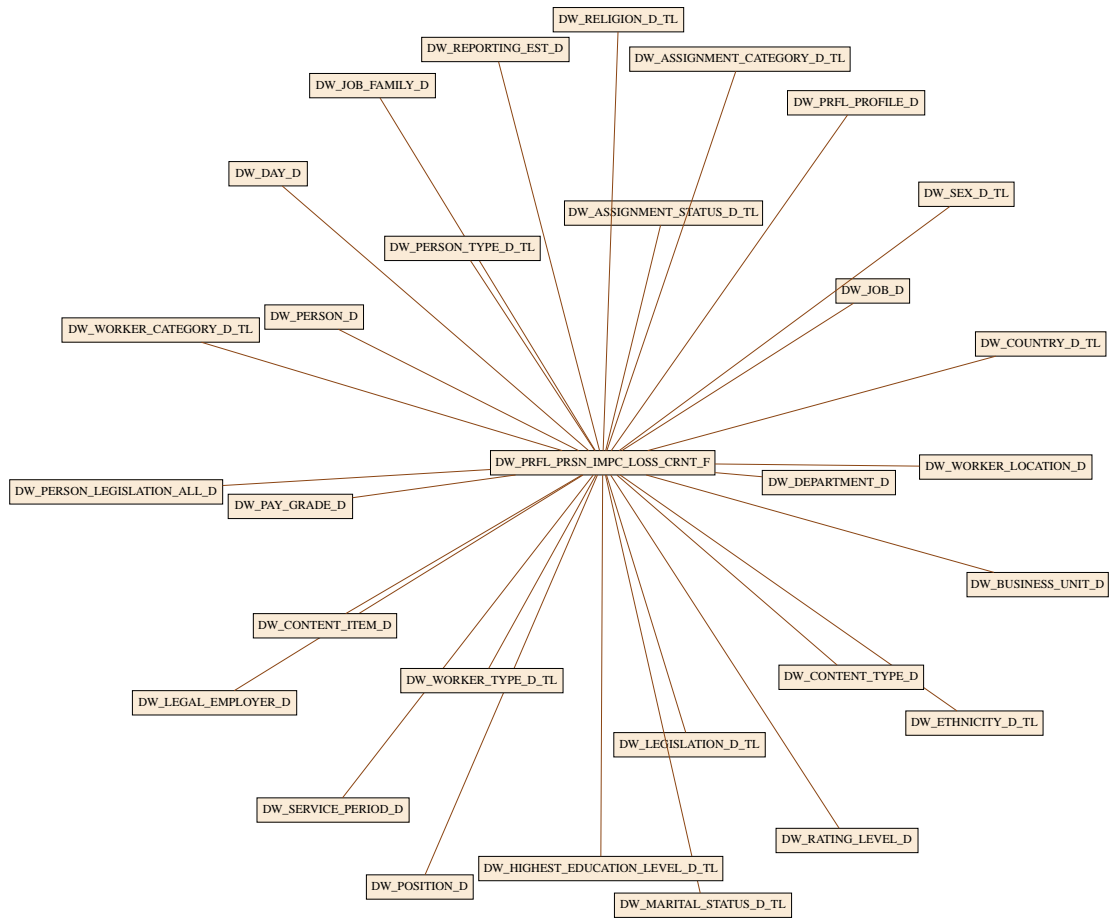 DW_RELIGION_D_TL
DW_REPORTING_EST_D
DW_ASSIGNMENT_CATEGORY_D_TL
DW_JOB_FAMILY_D
DW_PRFL_PROFILE_D
DW_DAY_D
DW_SEX_D_TL
DW_ASSIGNMENT_STATUS_D_TL
DW_PERSON_TYPE_D_TL
DW_JOB_D
DW_PERSON_D
DW_WORKER_CATEGORY_D_TL
DW_COUNTRY_D_TL
DW_PRFL_PRSN_IMPC_LOSS_CRNT_F
DW_WORKER_LOCATION_D
DW_DEPARTMENT_D
DW_PERSON_LEGISLATION_ALL_D
DW_PAY_GRADE_D
DW_BUSINESS_UNIT_D
DW_CONTENT_ITEM_D
DW_CONTENT_TYPE_D
DW_WORKER_TYPE_D_TL
DW_LEGAL_EMPLOYER_D
DW_ETHNICITY_D_TL
DW_LEGISLATION_D_TL
DW_SERVICE_PERIOD_D
DW_RATING_LEVEL_D
DW_HIGHEST_EDUCATION_LEVEL_D_TL
DW_POSITION_D
DW_MARITAL_STATUS_D_TL